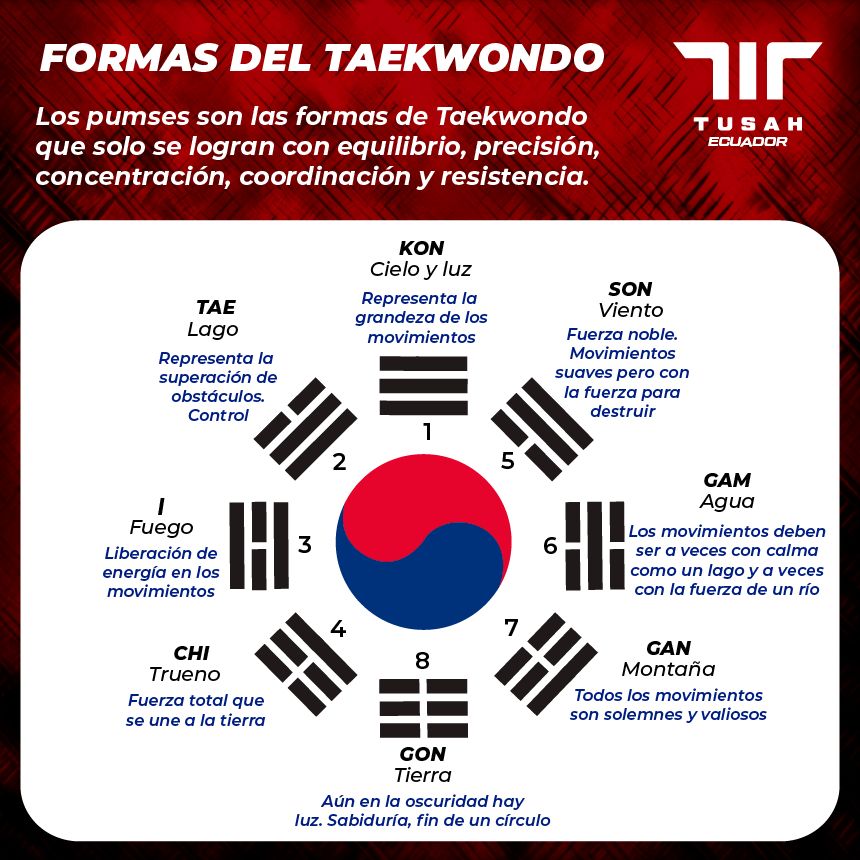 FORMAS DEL TAEKWONDO
TUSAH
ECUADOR
Los pumses son las formas de Taekwondo
que solo se logran con equilibrio, precisión,
concentración, coordinación y resistencia.
KON
Cielo y luz
Representa la
grandeza de los
movimientos
1
TAE
Lago
Representa la
superación de
obstáculos.
Control
2
I
Fuego
Liberación de
energía en los
movimientos
3
CHI
Trueno
Fuerza total que
se une a la tierra
4
SON
Viento
Fuerza noble.
Movimientos
suaves pero con
la fuerza para
destruir
5
GAM
Agua
Los movimientos deben
ser a veces con calma
como un lago y a veces
con la fuerza de un río
6
GAN
Montaña
Todos los movimientos
son solemnes y valiosos
7
8
GON
Tierra
Aún en la oscuridad hay
luz. Sabiduría, fin de un círculo